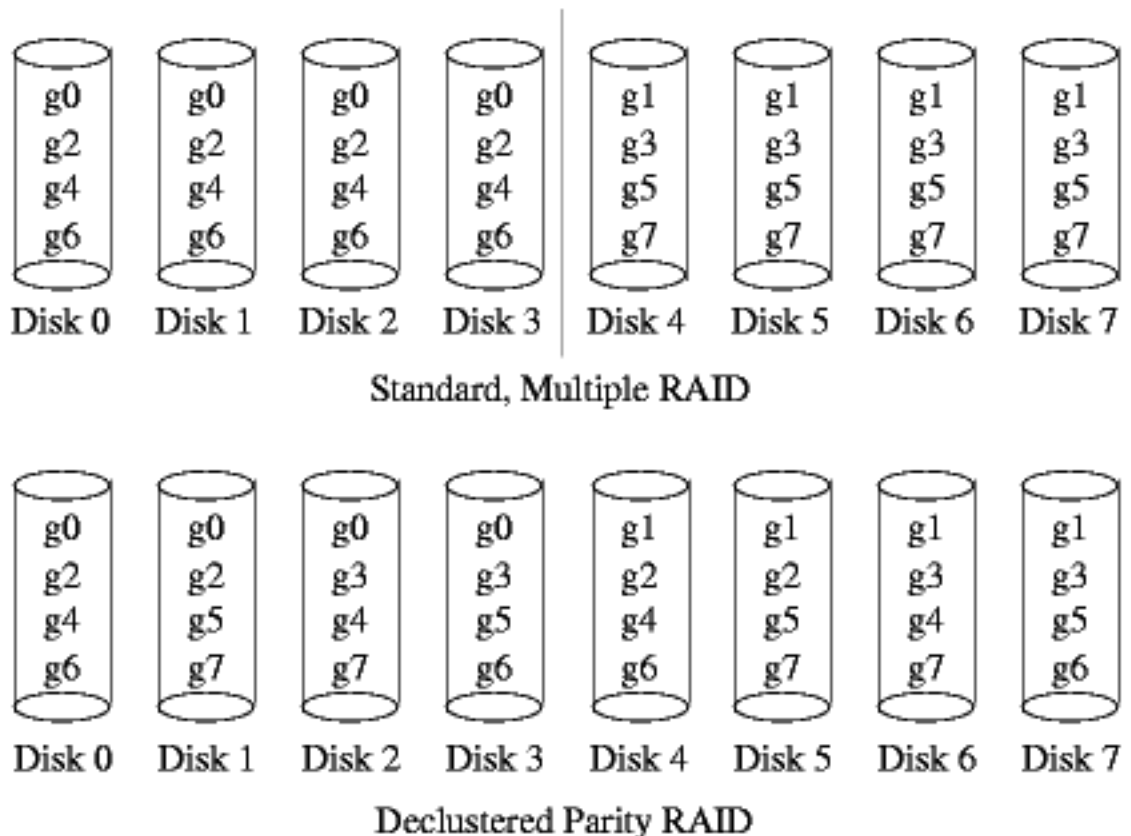 g0 g0 g0 g0 g1 g1 g1 g1
g2 g2 g2 g2 g3 g3 g3 g3
g4 g4 g4 g4 g5 g5 g5 g5
g6 g6 g6 g6 g7 g7 g7 g7
Disk 0 Disk 1 Disk 2 Disk 3 Disk 4 Disk 5 Disk 6 Disk 7
Standard, Multiple RAID
g0 g0 g0 g0 g1 g1 g1 g1
g2 g2 g3 g3 g2 g2 g3 g3
g4 g5 g4 g5 g4 g5 g4 g5
g6 g7 g7 g6 g6 g7 g7 g6
Disk 0 Disk 1 Disk 2 Disk 3 Disk 4 Disk 5 Disk 6 Disk 7
Declustered Parity RAID